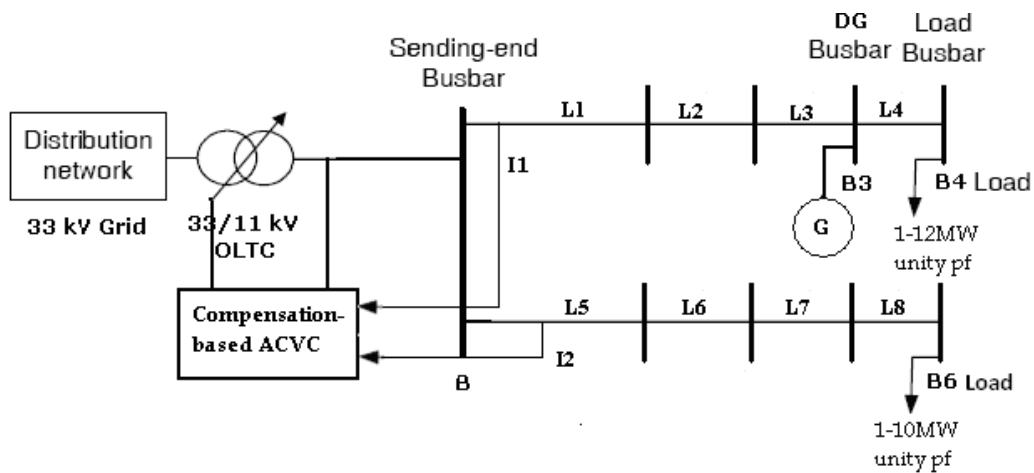 Sending-end
Busbar
DG
Busbar
Load
Busbar
Distribution
network
33 kV Grid
33/11 kV
OLTC
L1
L2
L3
L4
I1
B3
B4 Load
G
1-12MW
unity pf
Compensation-
based ACVC
L5
L6
L7
L8
I2
B
B6 Load
1-10MW
unity pf